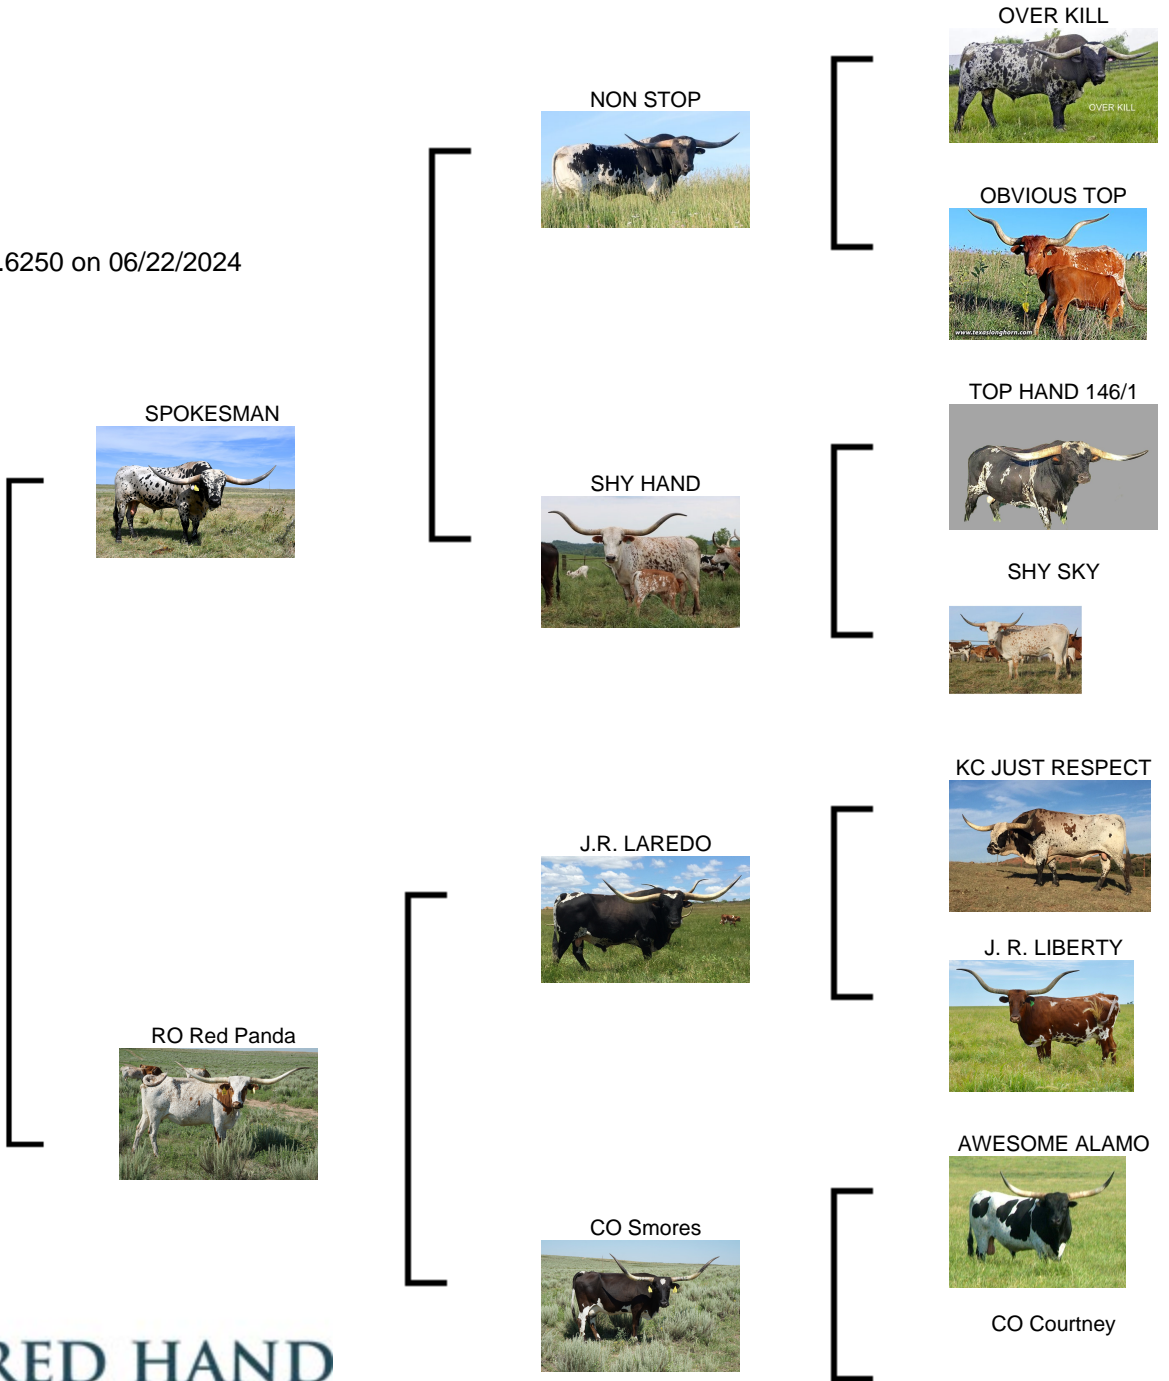 OVER KILL
OVER KILL
NON STOP
OBVIOUS TOP
www.texaslonghorn.com
.6250 on 06/22/2024
TOP HAND 146/1
SPOKESMAN
SHY HAND
SHY SKY
KC JUST RESPECT
J.R. LAREDO
J. R. LIBERTY
RO Red Panda
AWESOME ALAMO
CO Smores
CO Courtney
RED HAND